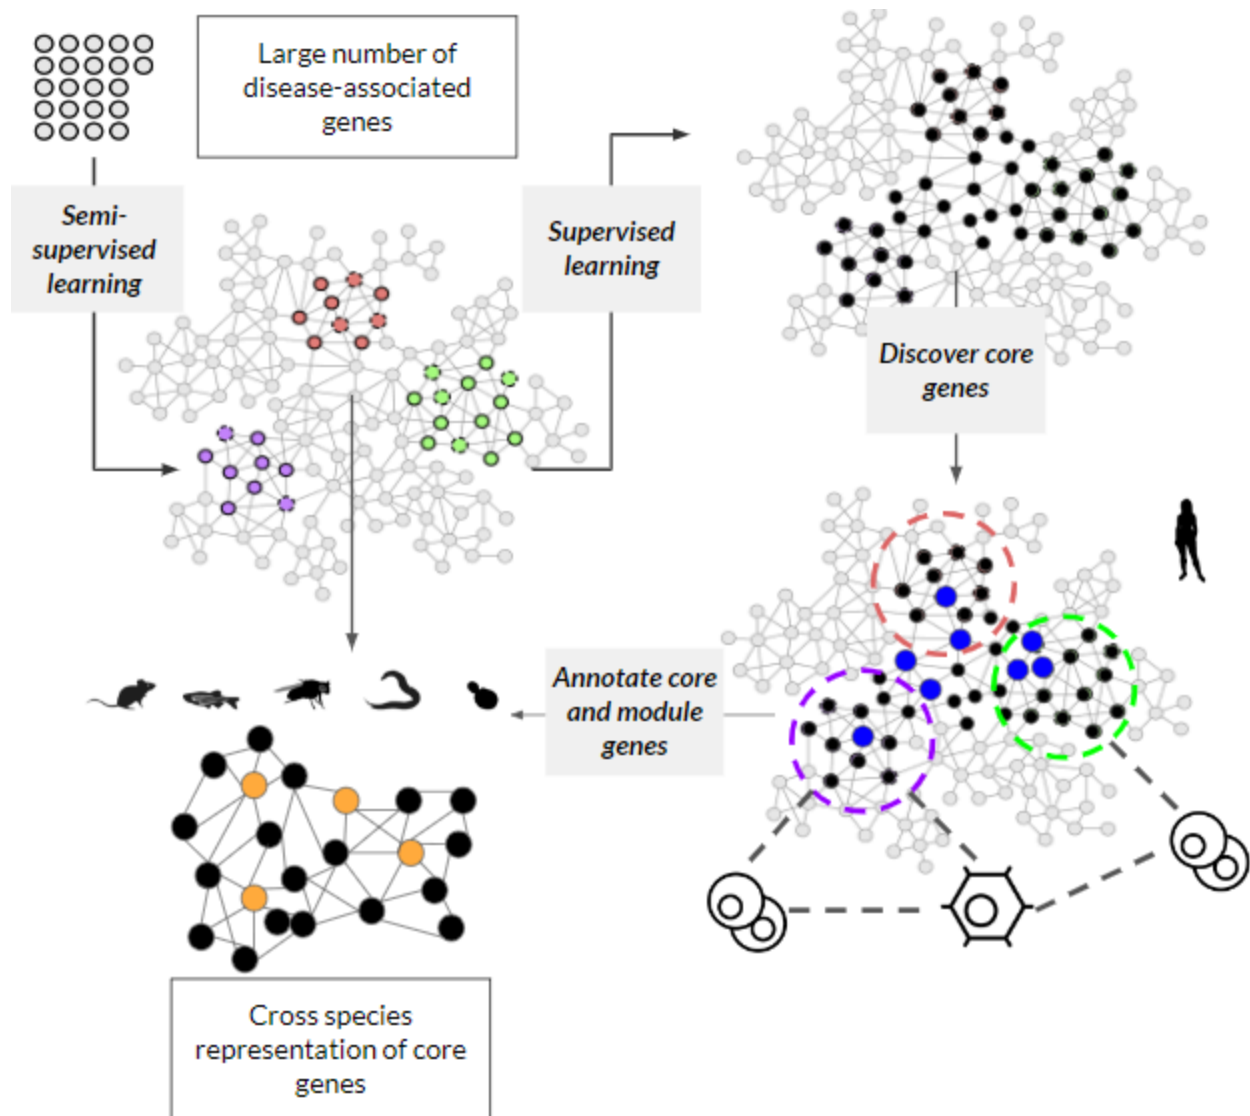 Large number of
disease-associated
genes
Semi-
supervised
learning
Supervised
learning
Discover core
genes
Annotate core
and module
genes
Cross species
representation of core
genes